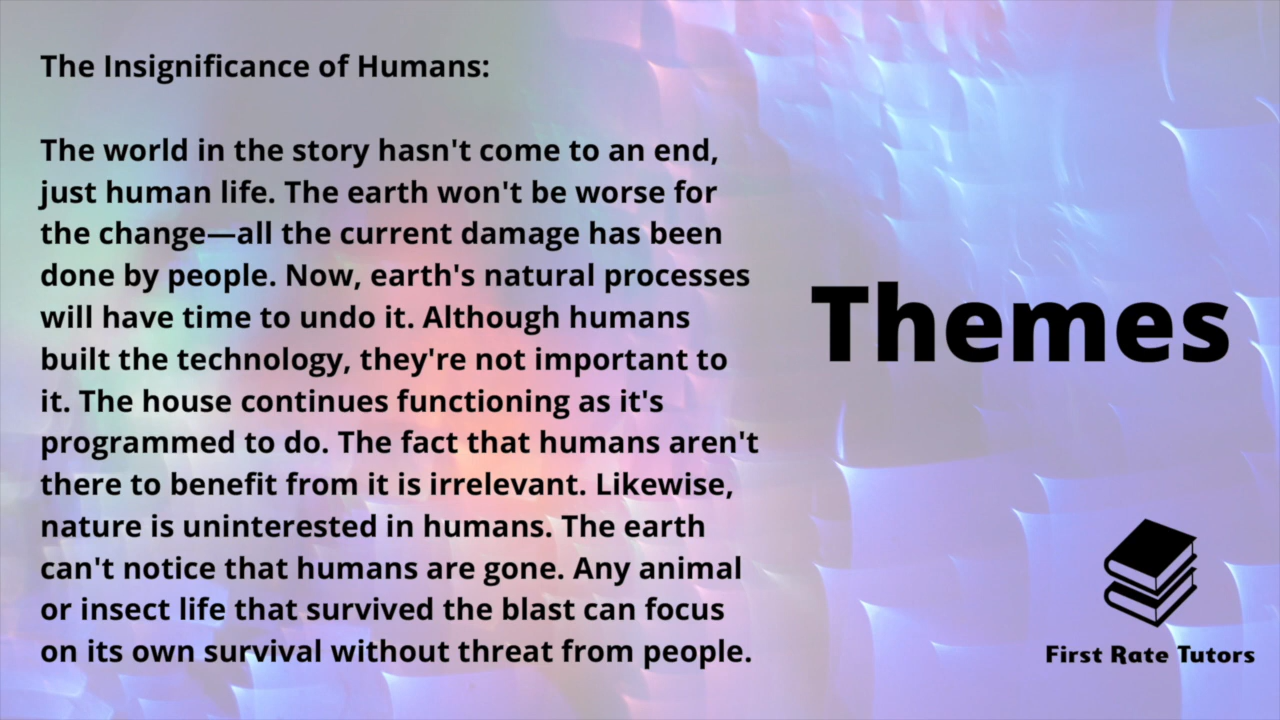 The Insignificance of Humans:
The world in the story hasn't come to an end,
just human life. The earth won't be worse for
the change—all the current damage has been
done by people. Now, earth's natural processes
will have time to undo it. Although humans
built the technology, they're not important to
it. The house continues functioning as it's
programmed to do. The fact that humans aren't
there to benefit from it is irrelevant. Likewise,
nature is uninterested in humans. The earth
can't notice that humans are gone. Any animal
or insect life that survived the blast can focus
on its own survival without threat from people.
Themes
First Rate Tutors